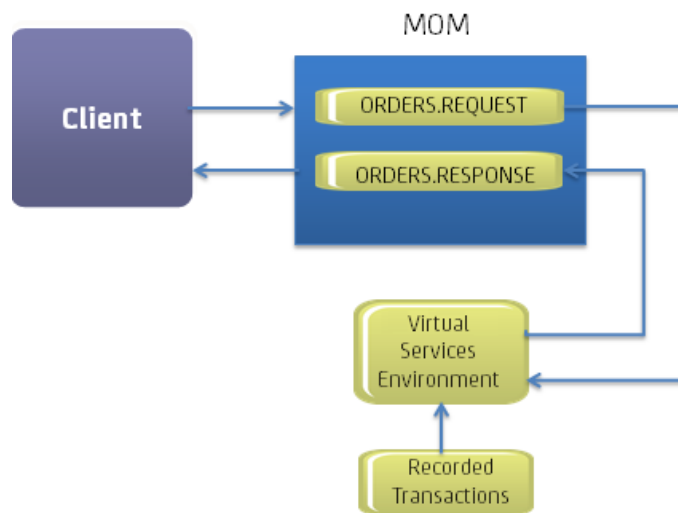 MOM
Client
ORDERS.REQUEST
ORDERS.RESPONSE
Virtual
Services
Environment
Recorded
Transactions